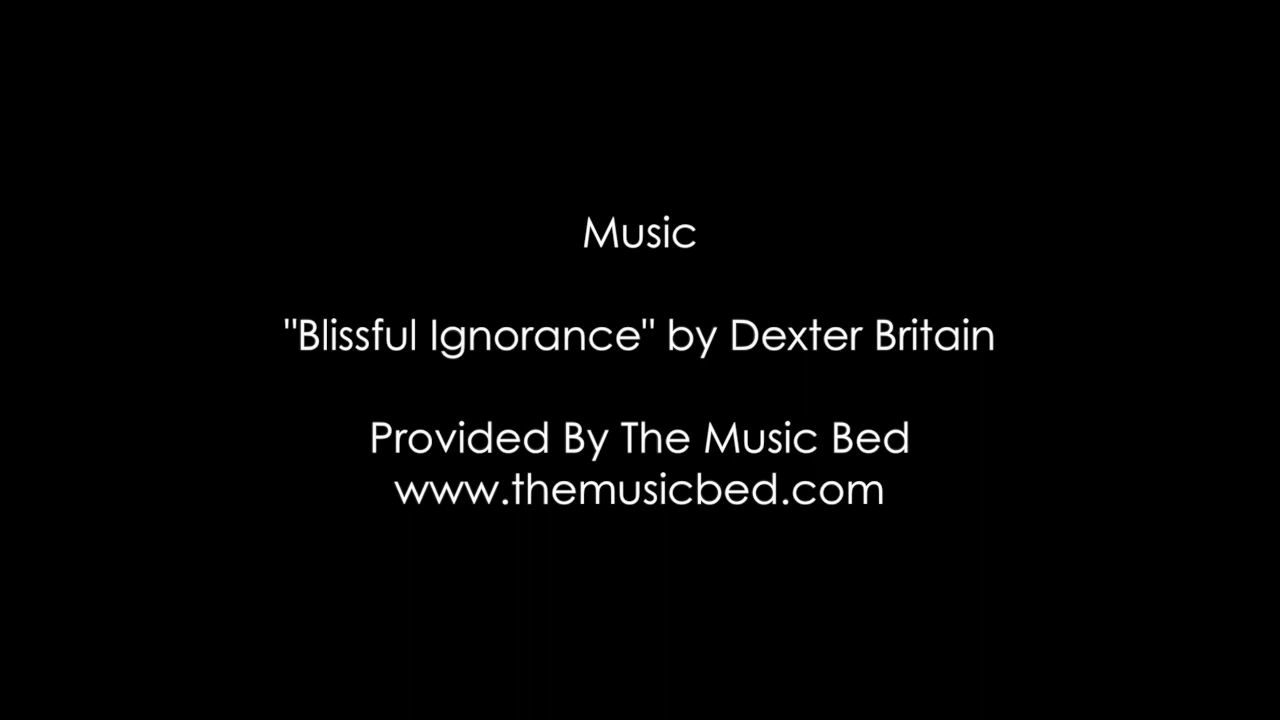 Music
"Blissful Ignorance" by Dexter Britain
Provided By The Music Bed
www.themusicbed.com